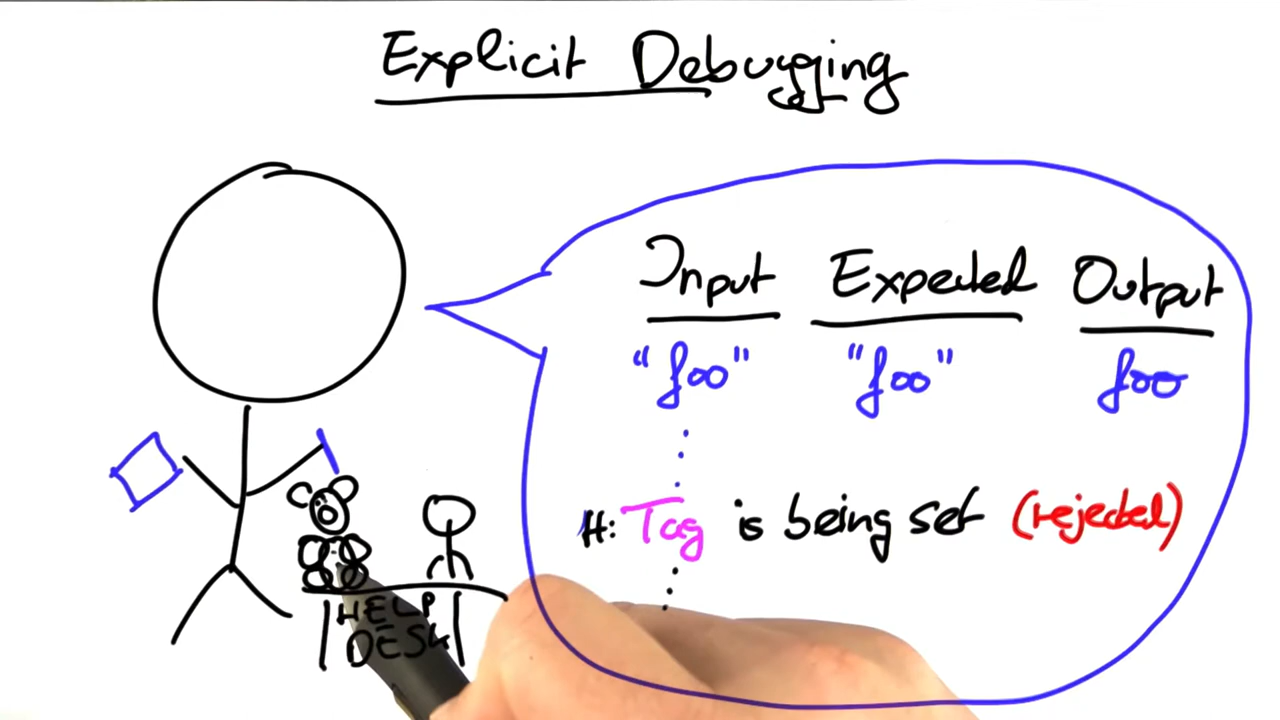 Explicit Debugging
Input Expected Output
"foo" "foo" foo
H: Tag is being set (rejected)
HELP
DESK